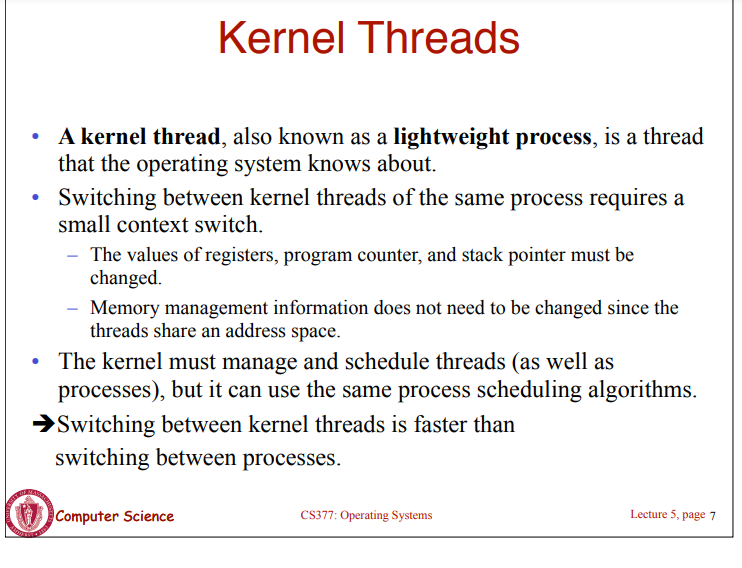 Kernel Threads
• A kernel thread, also known as a lightweight process, is a thread
that the operating system knows about.
• Switching between kernel threads of the same process requires a
small context switch.
– The values of registers, program counter, and stack pointer must be
changed.
– Memory management information does not need to be changed since the
threads share an address space.
• The kernel must manage and schedule threads (as well as
processes), but it can use the same process scheduling algorithms.
➔Switching between kernel threads is faster than
switching between processes.
Computer Science
CS377: Operating Systems
Lecture 5, page 7